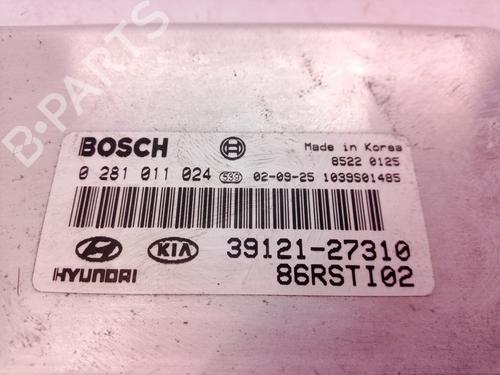 B-PARTS
BOSCH Made in Korea
8522 0125
0 281 011 024 539 02-09-25 1039S01485
HYUNDAI KIA 39121-27310
86RSTI02